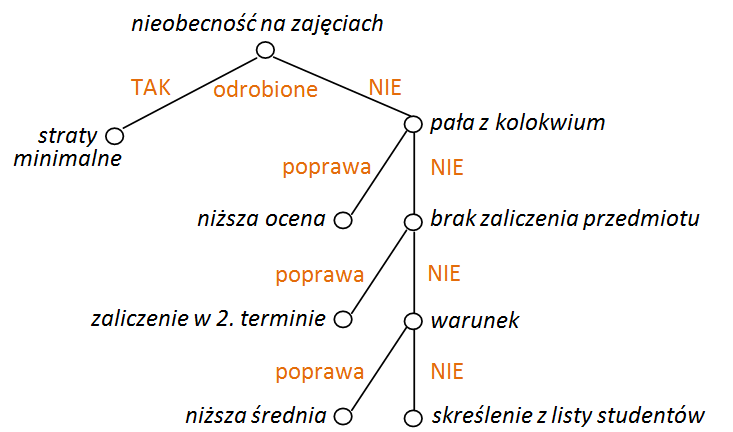 nieobecność na zajęciach
TAK odrobione NIE
straty
minimalne
pała z kolokwium
poprawa NIE
niższa ocena
brak zaliczenia przedmiotu
poprawa NIE
zaliczenie w 2. terminie
warunek
poprawa NIE
niższa średnia
skreślenie z listy studentów